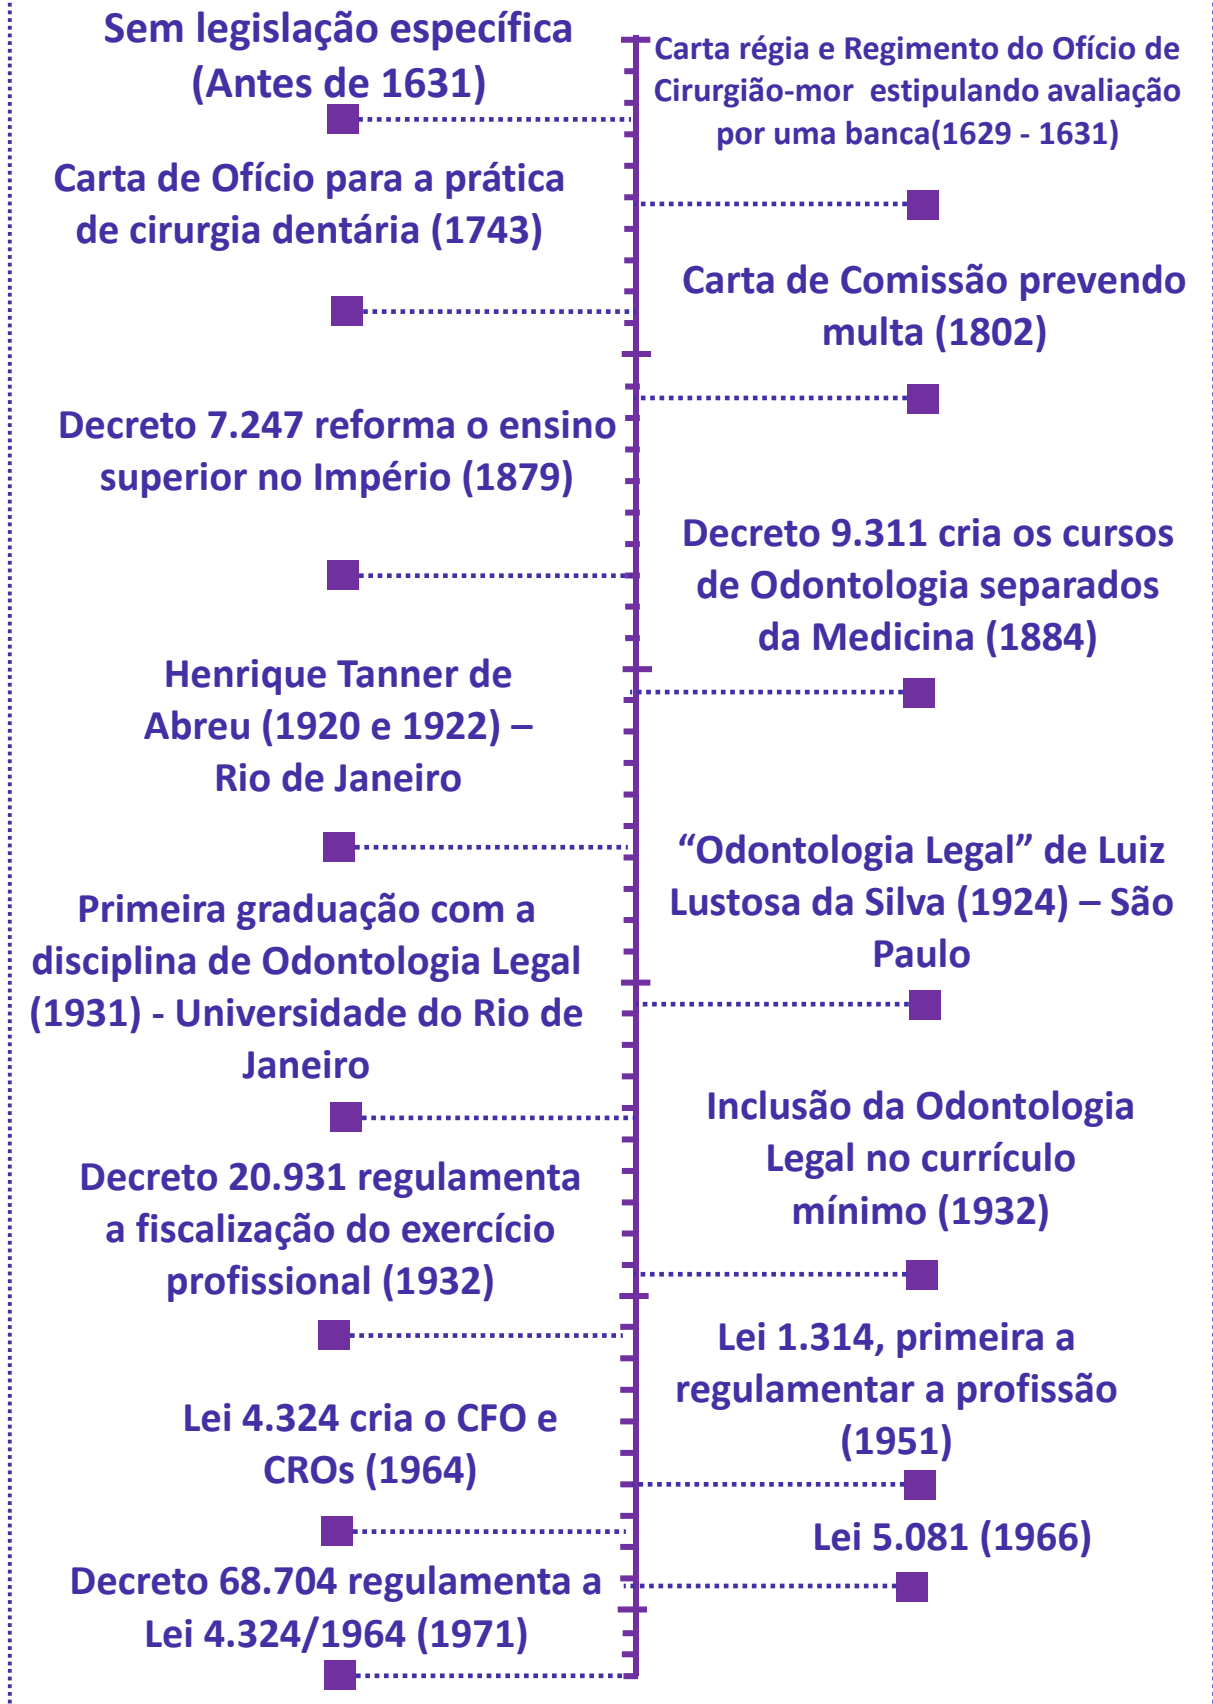 Sem legislação específica
(Antes de 1631)
Carta régia e Regimento do Ofício de
Cirurgião-mor  estipulando avaliação
por uma banca(1629 - 1631)
Carta de Ofício para a prática
de cirurgia dentária (1743)
Carta de Comissão prevendo
multa (1802)
Decreto 7.247 reforma o ensino
superior no Império (1879)
Decreto 9.311 cria os cursos
de Odontologia separados
da Medicina (1884)
Henrique Tanner de
Abreu (1920 e 1922) –
Rio de Janeiro
“Odontologia Legal” de Luiz
Lustosa da Silva (1924) – São
Paulo
Primeira graduação com a
disciplina de Odontologia Legal
(1931) - Universidade do Rio de
Janeiro
Inclusão da Odontologia
Legal no currículo
mínimo (1932)
Decreto 20.931 regulamenta
a fiscalização do exercício
profissional (1932)
Lei 1.314, primeira a
regulamentar a profissão
(1951)
Lei 4.324 cria o CFO e
CROs (1964)
Lei 5.081 (1966)
Decreto 68.704 regulamenta a
Lei 4.324/1964 (1971)